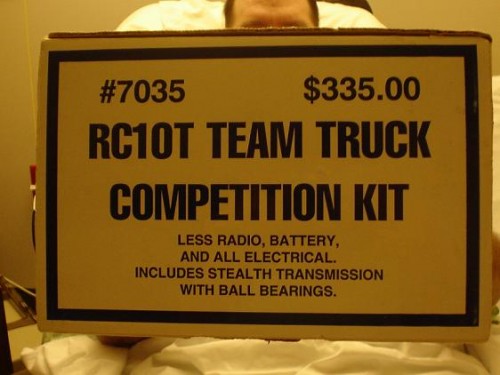 #7035 $335.00
RC10T TEAM TRUCK
COMPETITION KIT
LESS RADIO, BATTERY,
AND ALL ELECTRICAL.
INCLUDES STEALTH TRANSMISSION
WITH BALL BEARINGS.